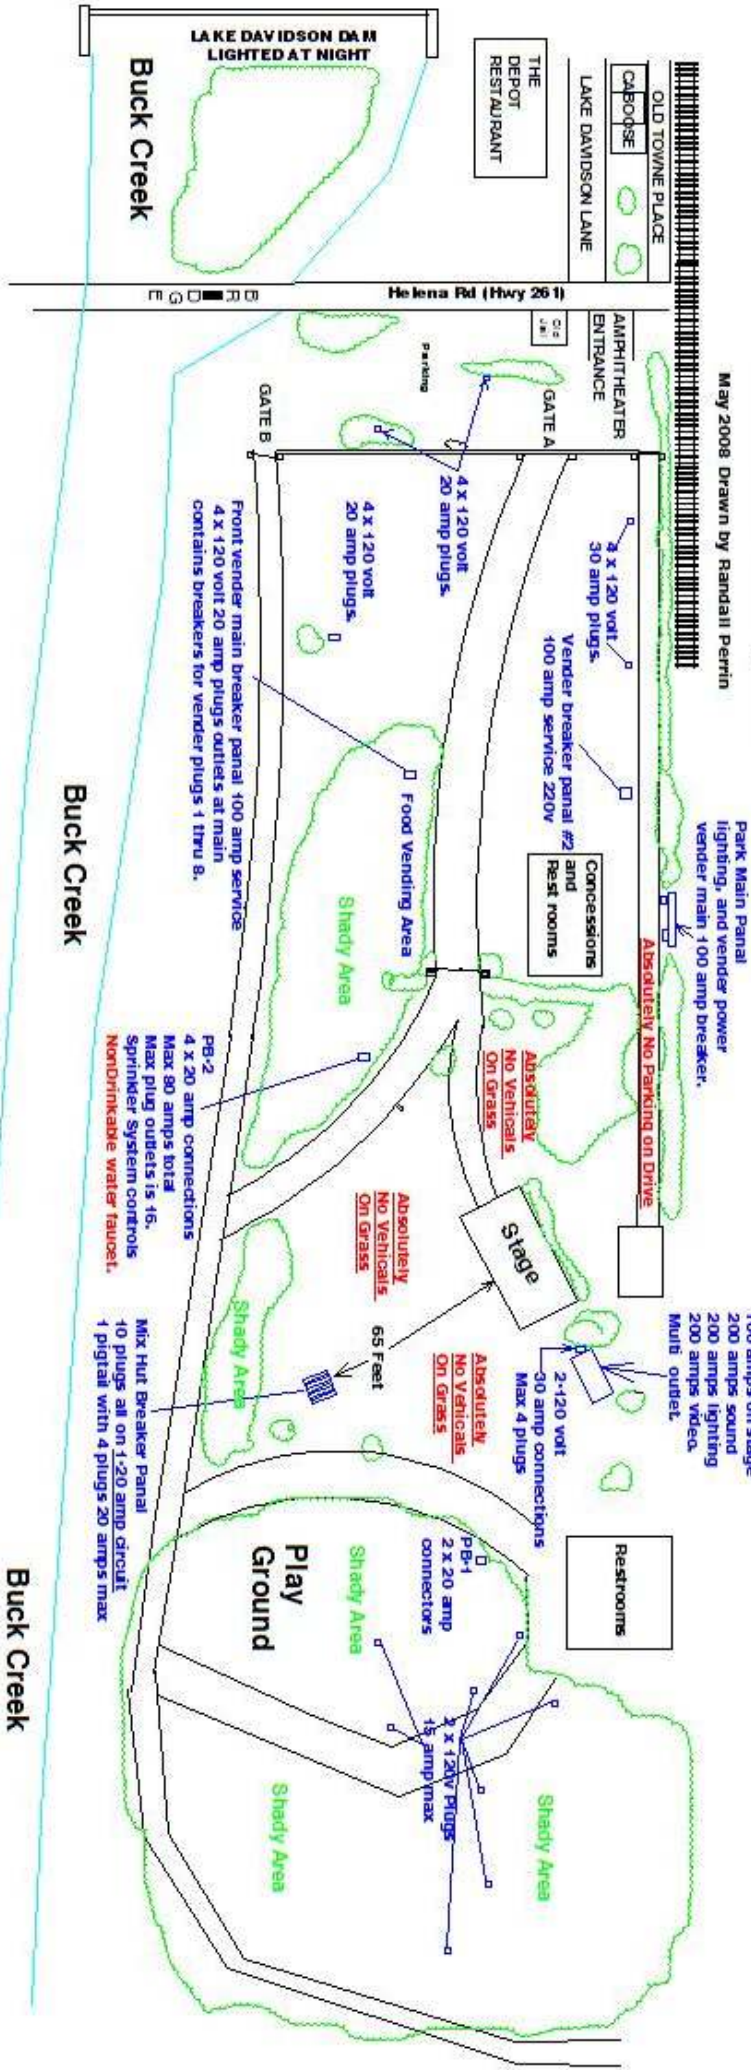 May 2008 Drawn by Randall Perrin
OLD TOWNE PLACE
CABOOSE
LAKE DAVIDSON LANE
THE
DEPOT
RESTAURANT
LAKE DAVIDSON DAM
LIGHTED AT NIGHT
Buck Creek
Helena Rd (Hwy 261)
BRIDGE
AMPHITHEATER
ENTRANCE
Old
Jail
Parking
GATE A
GATE B
4 x 120 volt
20 amp plugs.
4 x 120 volt
20 amp plugs.
4 x 120 volt
30 amp plugs.
Vender breaker panal #2
100 amp service 220v
Front vender main breaker panal 100 amp service
4 x 120 volt 20 amp plugs outlets at main
contains breakers for vender plugs 1 thru 8.
Food Vending Area
Shady Area
Concessions
and
Rest rooms
Park Main Panal
lighting, and vender power
vender main 100 amp breaker.
Absolutely No Parking on Drive
Absolutely
No Vehicals
On Grass
Buck Creek
PB-2
4 x 20 amp connections
Max 80 amps total
Max plug outlets is 16.
Sprinkler System controls
NonDrinkable water faucet.
Absolutely
No Vehicals
On Grass
Stage
65 Feet
Absolutely
No Vehicals
On Grass
Shady Area
Mix Hut Breaker Panal
10 plugs all on 1-20 amp circuit
1 pigtail with 4 plugs 20 amps max
200 amps sound
200 amps lighting
200 amps video.
Multi outlet.
2-120 volt
30 amp connections
Max 4 plugs
Restrooms
PB-1
2 x 20 amp
connectors
Shady Area
Play
Ground
2 x 120v Plugs
15 amp max
Shady Area
Shady Area
Buck Creek